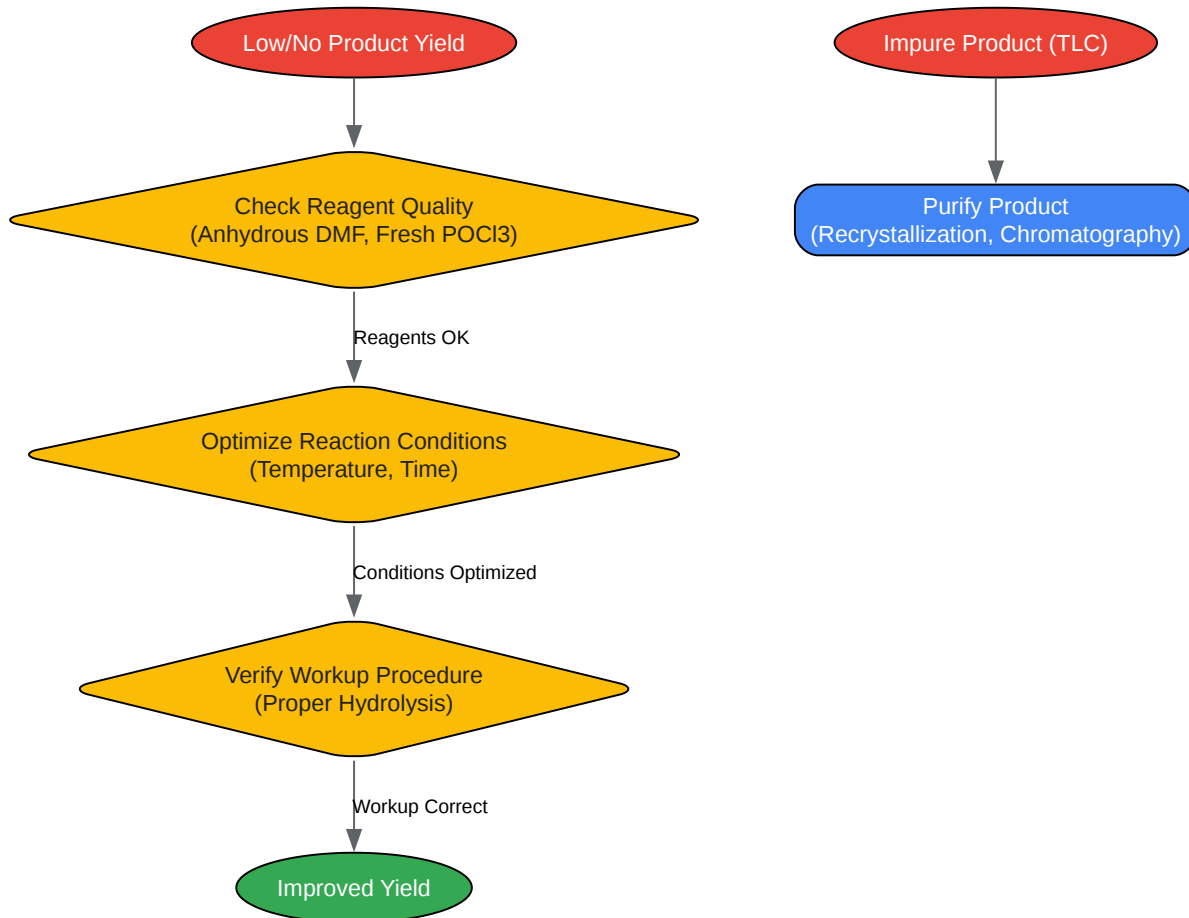 Low/No Product Yield
Impure Product (TLC)
Check Reagent Quality
(Anhydrous DMF, Fresh POCl3)
Purify Product
(Recrystallization, Chromatography)
Reagents OK
Optimize Reaction Conditions
(Temperature, Time)
Conditions Optimized
Verify Workup Procedure
(Proper Hydrolysis)
Workup Correct
Improved Yield